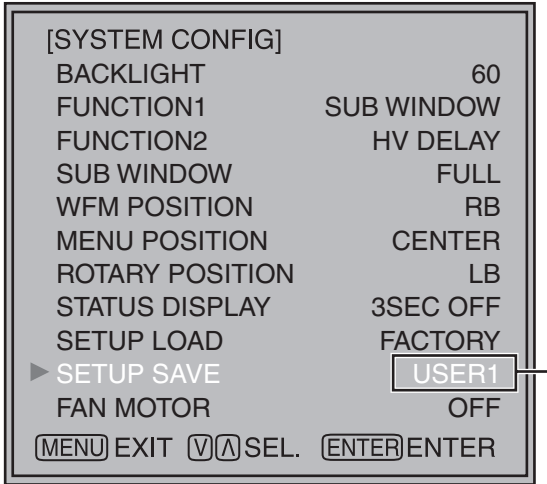 [SYSTEM CONFIG]
BACKLIGHT 60
FUNCTION1 SUB WINDOW
FUNCTION2 HV DELAY
SUB WINDOW FULL
WFM POSITION RB
MENU POSITION CENTER
ROTARY POSITION LB
STATUS DISPLAY 3SEC OFF
SETUP LOAD FACTORY
SETUP SAVE USER1
FAN MOTOR OFF
MENU EXIT V Λ SEL. ENTER ENTER